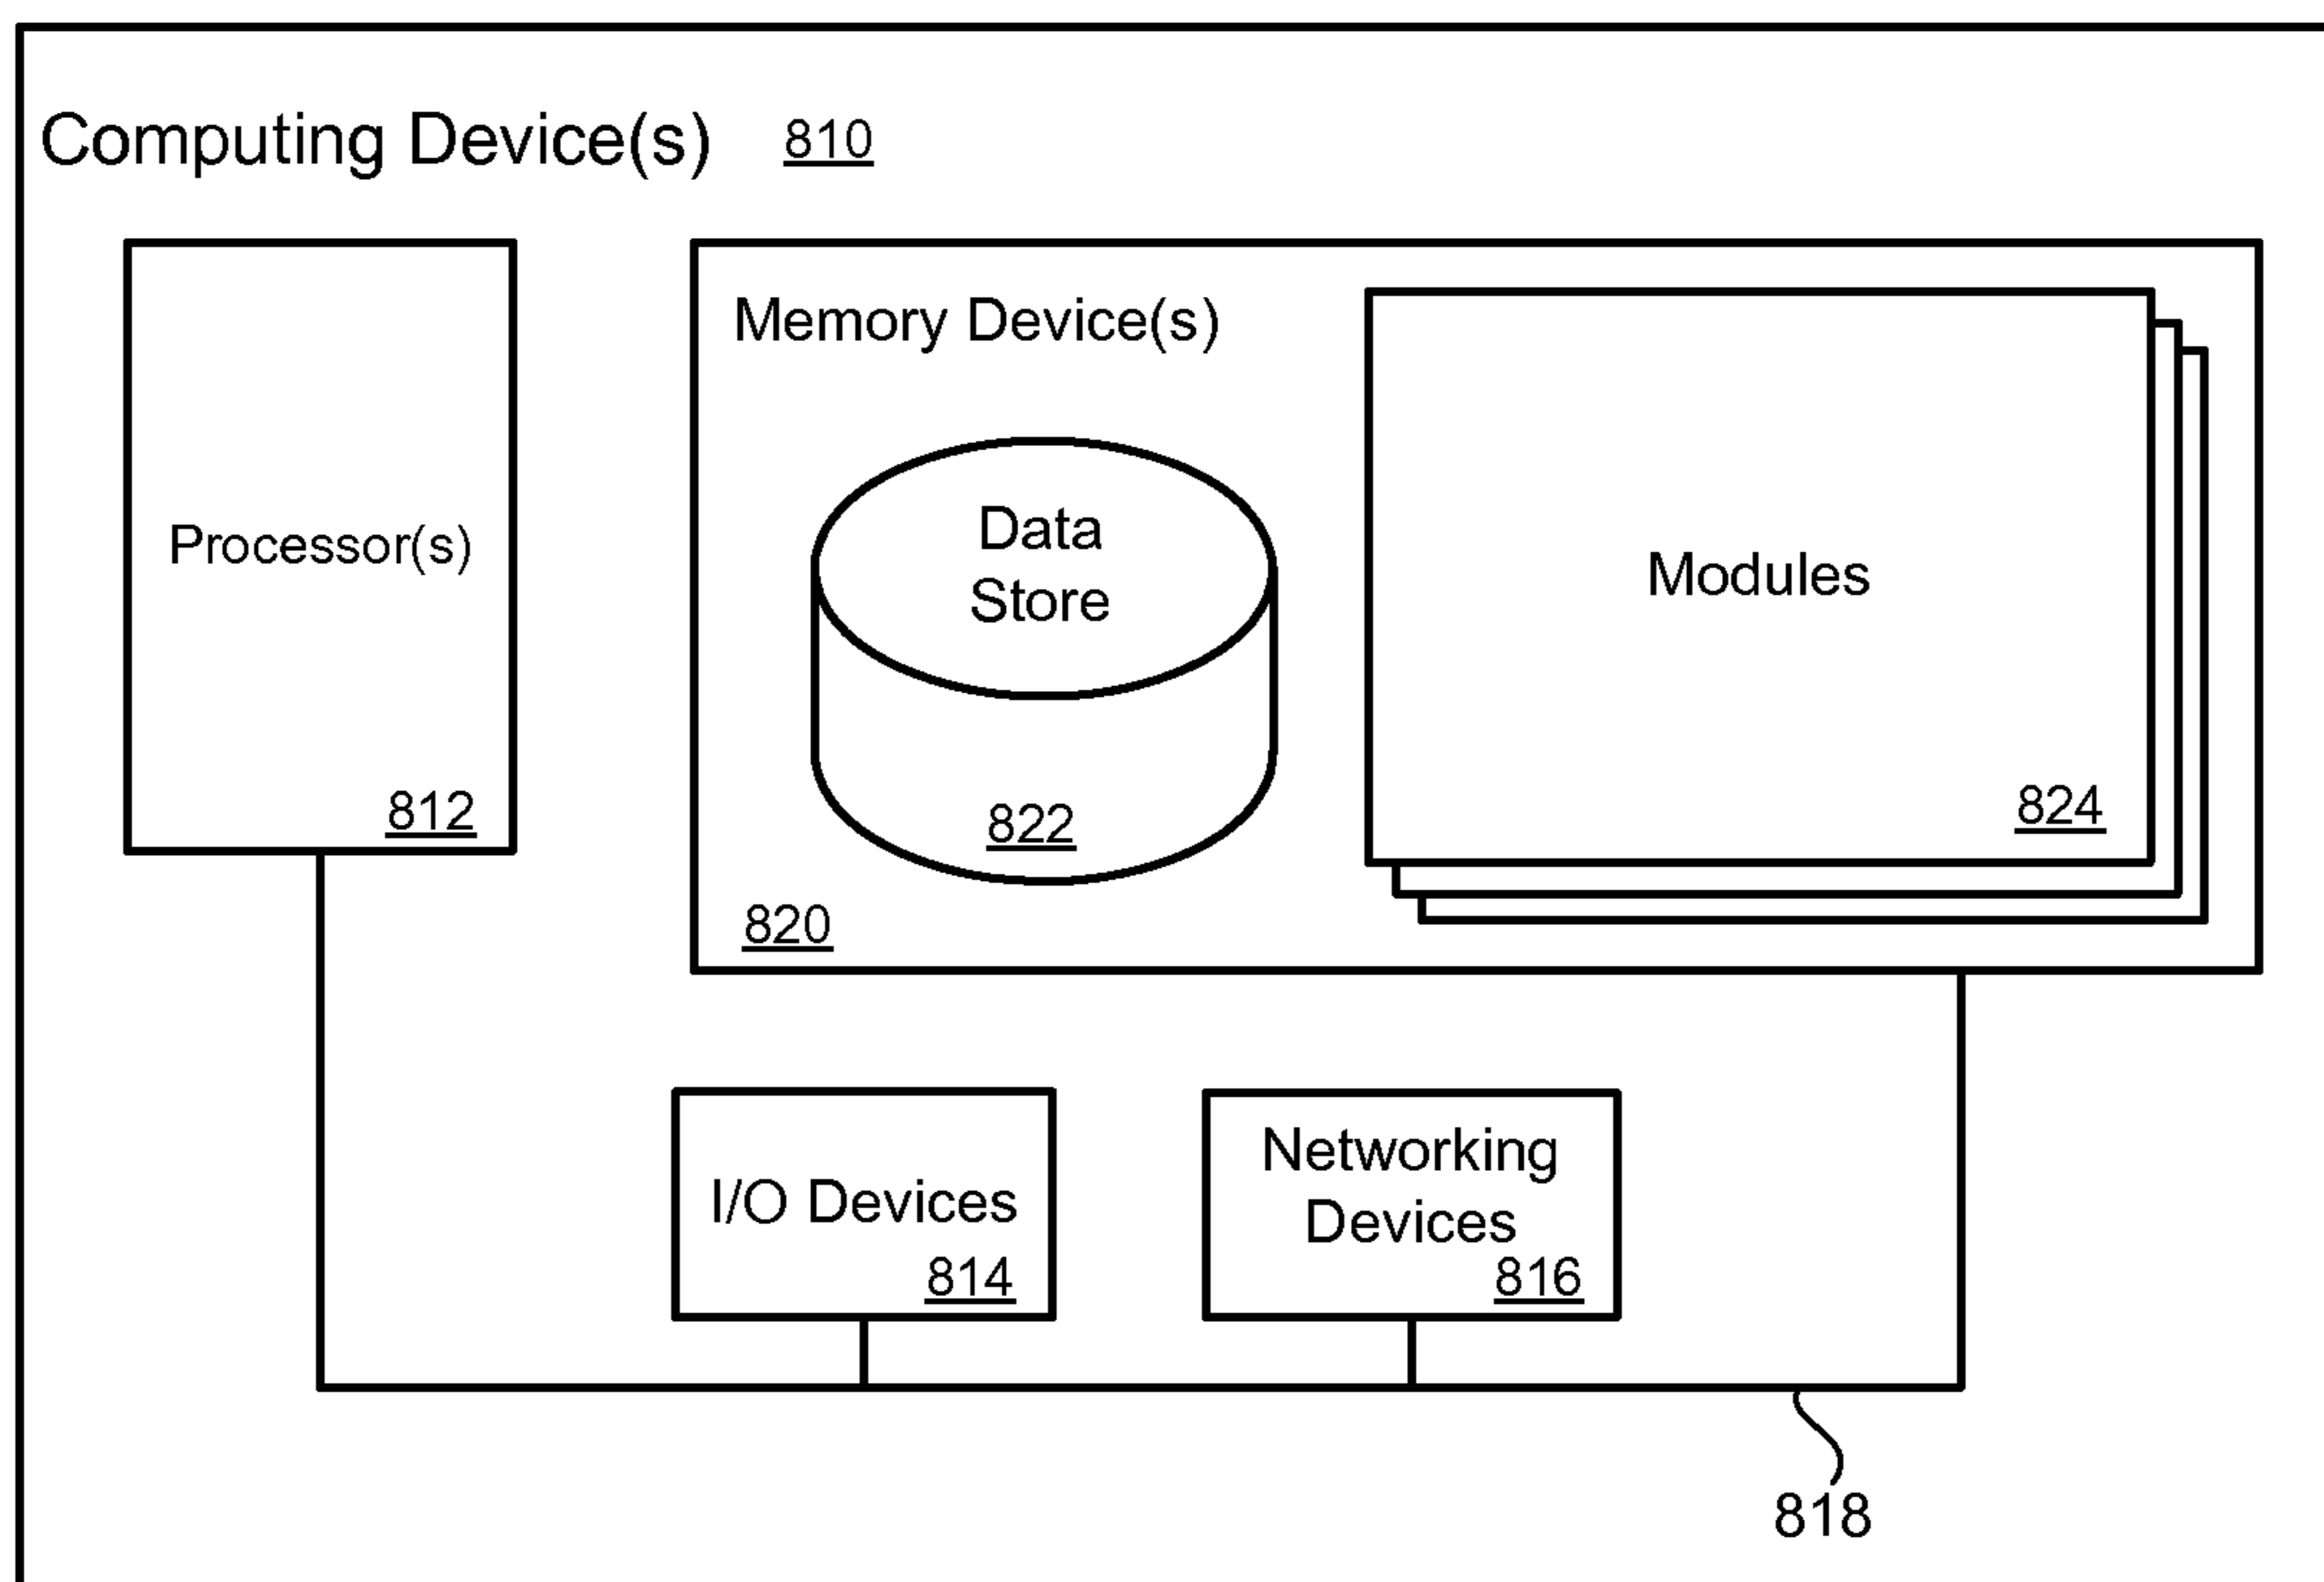 Computing Device(s) 810
Processor(s)
812
Memory Device(s)
Data
Store
822
820
Modules
824
I/O Devices
814
Networking
Devices
816
818